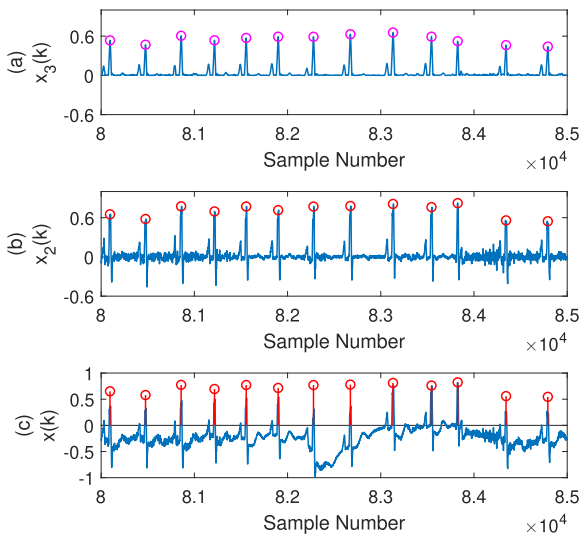 (a)
x3(k)
0.6
0
-0.6
8 8.1 8.2 8.3 8.4 8.5
Sample Number
×10^4
(b)
x2(k)
0.6
0
-0.6
8 8.1 8.2 8.3 8.4 8.5
Sample Number
×10^4
(c)
x(k)
1
0.5
0
-0.5
-1
8 8.1 8.2 8.3 8.4 8.5
Sample Number
×10^4